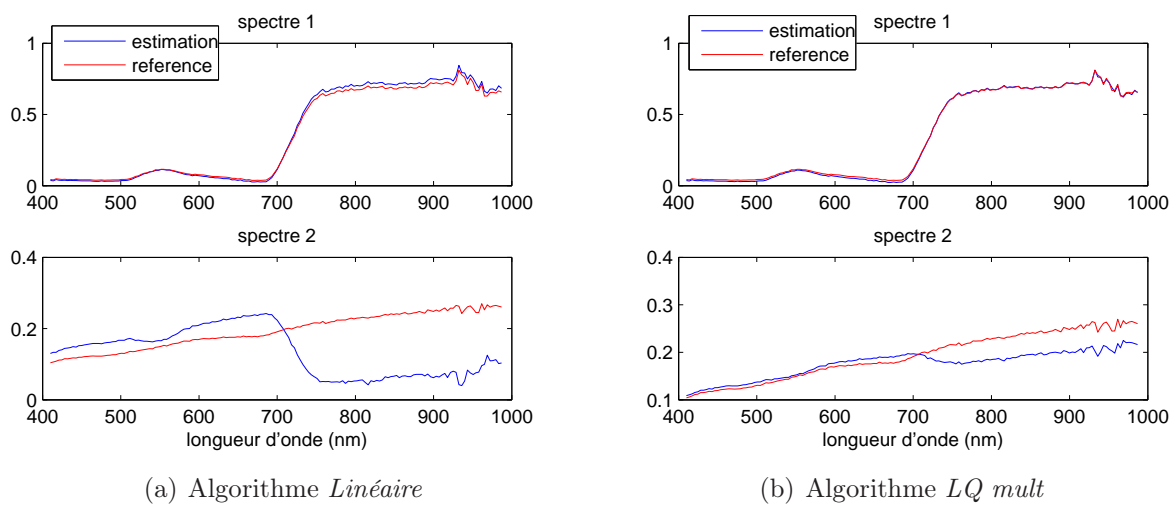 spectre 1
estimation
reference
1
0.5
0
400 500 600 700 800 900 1000
spectre 2
0.4
0.2
0
400 500 600 700 800 900 1000
longueur d'onde (nm)
(a) Algorithme Linéaire
spectre 1
estimation
reference
1
0.5
0
400 500 600 700 800 900 1000
spectre 2
0.4
0.3
0.2
0.1
400 500 600 700 800 900 1000
longueur d'onde (nm)
(b) Algorithme LQ mult